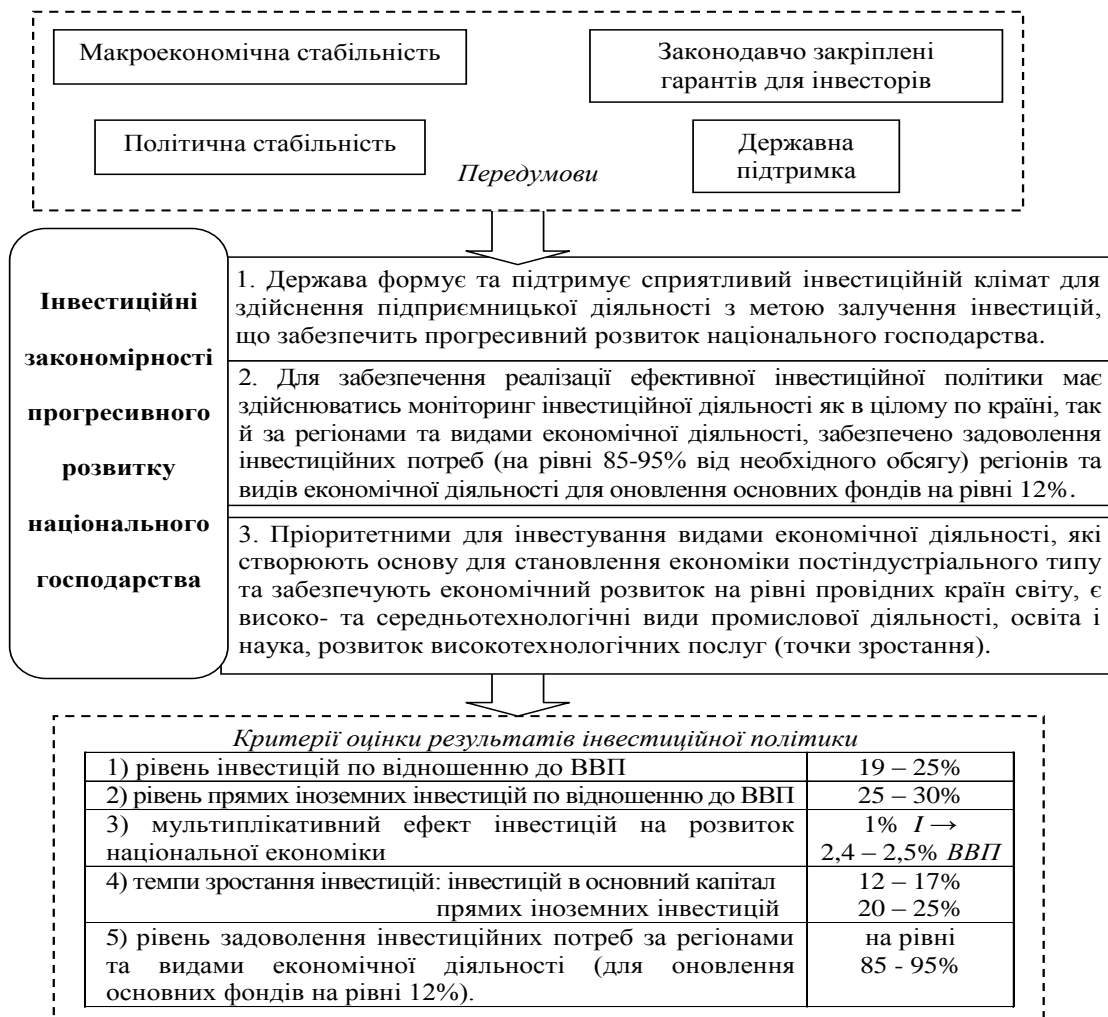 Макроекономічна стабільність
Законодавчо закріплені
гарантів для інвесторів
Політична стабільність
Державна
підтримка
Передумови
Інвестиційні
закономірності
прогресивного
розвитку
національного
господарства
1. Держава формує та підтримує сприятливий інвестиційній клімат для
здійснення підприємницької діяльності з метою залучення інвестицій,
що забезпечить прогресивний розвиток національного господарства.
2. Для забезпечення реалізації ефективної інвестиційної політики має
здійснюватись моніторинг інвестиційної діяльності як в цілому по країні, так
й за регіонами та видами економічної діяльності, забезпечено задоволення
інвестиційних потреб (на рівні 85-95% від необхідного обсягу) регіонів та
видів економічної діяльності для оновлення основних фондів на рівні 12%.
3. Пріоритетними для інвестування видами економічної діяльності, які
створюють основу для становлення економіки постіндустріального типу
та забезпечують економічний розвиток на рівні провідних країн світу, є
високо- та середньотехнологічні види промислової діяльності, освіта і
наука, розвиток високотехнологічних послуг (точки зростання).
Критерії оцінки результатів інвестиційної політики
1) рівень інвестицій по відношенню до ВВП 19 – 25%
2) рівень прямих іноземних інвестицій по відношенню до ВВП 25 – 30%
3) мультиплікативний ефект інвестицій на розвиток 1% I →
національної економіки 2,4 – 2,5% ВВП
4) темпи зростання інвестицій: інвестицій в основний капітал 12 – 17%
прямих іноземних інвестицій 20 – 25%
5) рівень задоволення інвестиційних потреб за регіонами на рівні
та видами економічної діяльності (для оновлення 85 - 95%
основних фондів на рівні 12%).